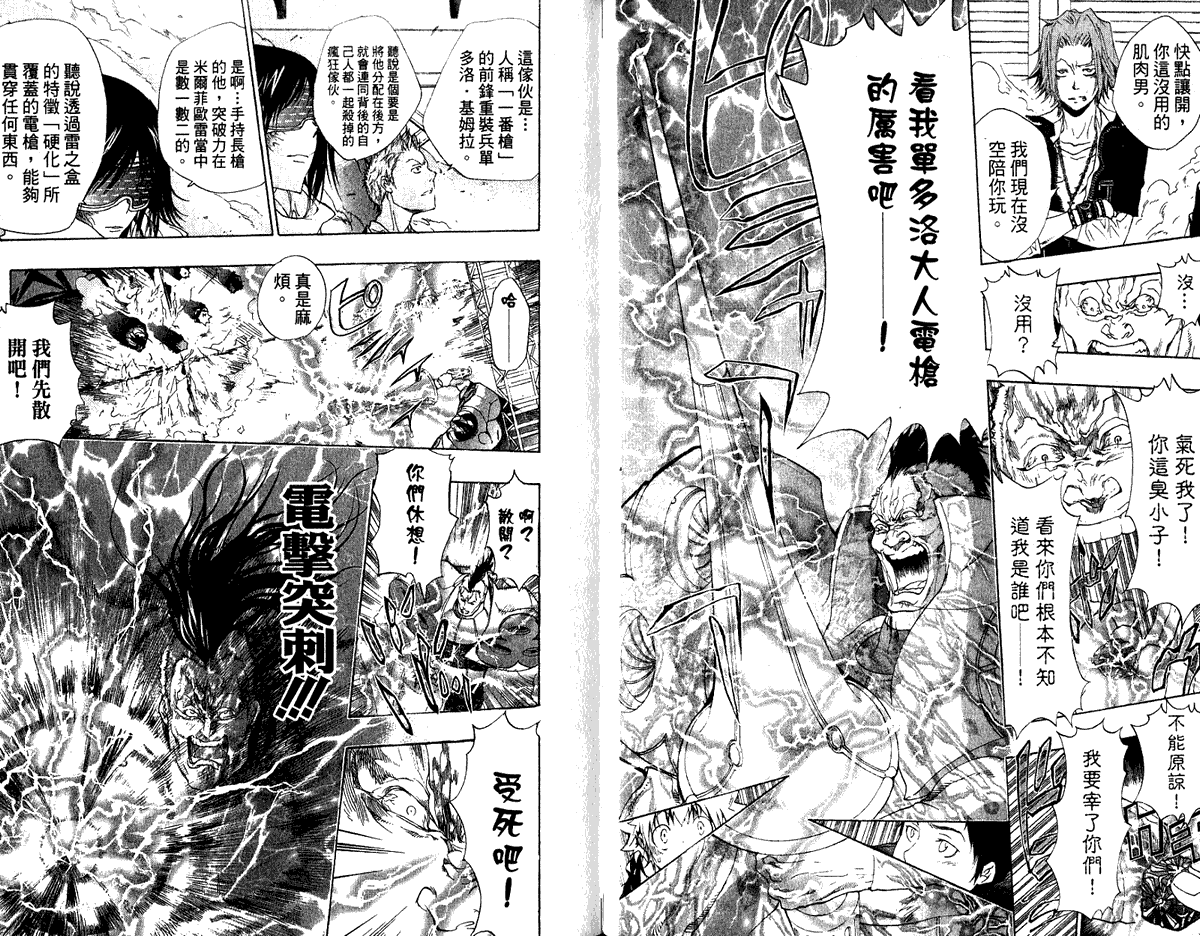 快點讓開，
你這沒用的
肌肉男。
我們現在沒
空陪你玩。
沒…
沒用？
氣死我了！
你這臭小子！
看來你們根本不知
道我是誰吧——！
不能原諒！
我要宰了你們！
看我單多洛大人電槍
的厲害吧——！
這傢伙是…
人稱「一番槍」
的前鋒重裝兵單
多洛·基姆拉。
聽說是個要是
將他分配在後方，
就會連同背後的自
己人都一起殺掉的
瘋狂傢伙。
是啊…手持長槍
的他，突破力在
米爾菲歐雷當中
是數一數二的。
聽說透過雷之盒
的特徵「硬化」所
覆蓋的電槍，能夠
貫穿任何東西。
哈——
ピッ
真是麻
煩。
我們先散
開吧！
啊？
散開？
你們休想！
受死吧！
電擊突刺!!!